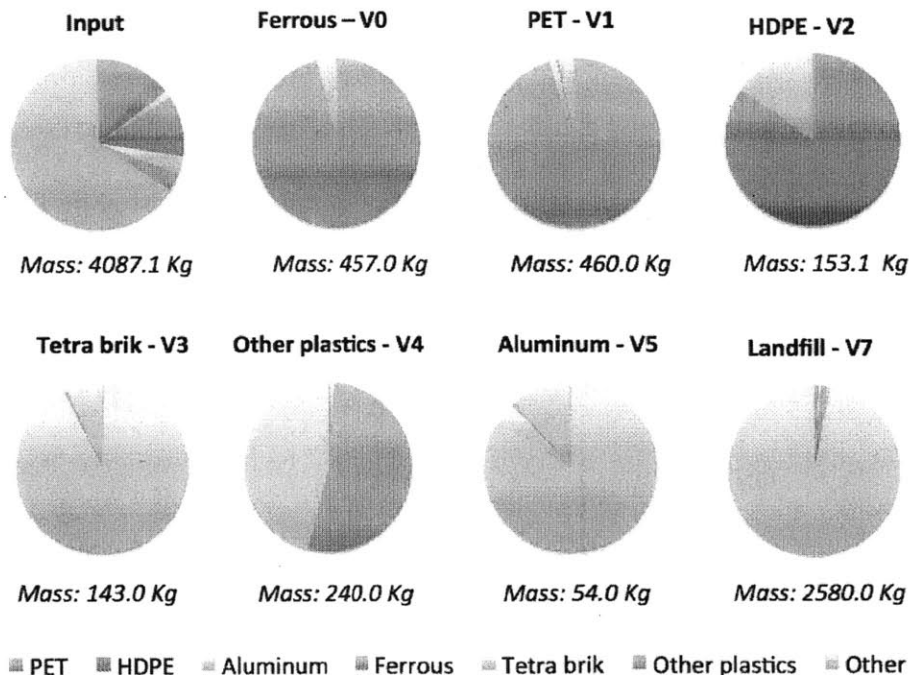 Input Ferrous – V0 PET - V1 HDPE - V2
Mass: 4087.1 Kg Mass: 457.0 Kg Mass: 460.0 Kg Mass: 153.1 Kg
Tetra brik - V3 Other plastics - V4 Aluminum - V5 Landfill - V7
Mass: 143.0 Kg Mass: 240.0 Kg Mass: 54.0 Kg Mass: 2580.0 Kg
PET HDPE Aluminum Ferrous Tetra brik Other plastics Other